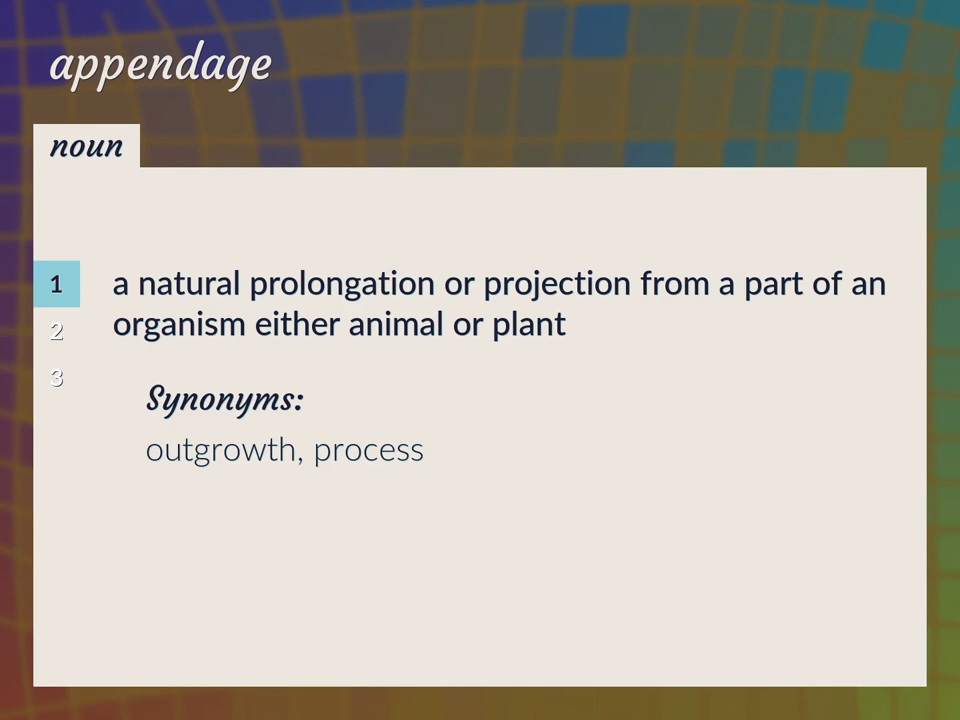 appendage
noun
1
a natural prolongation or projection from a part of an
organism either animal or plant
2
3
Synonyms:
outgrowth, process